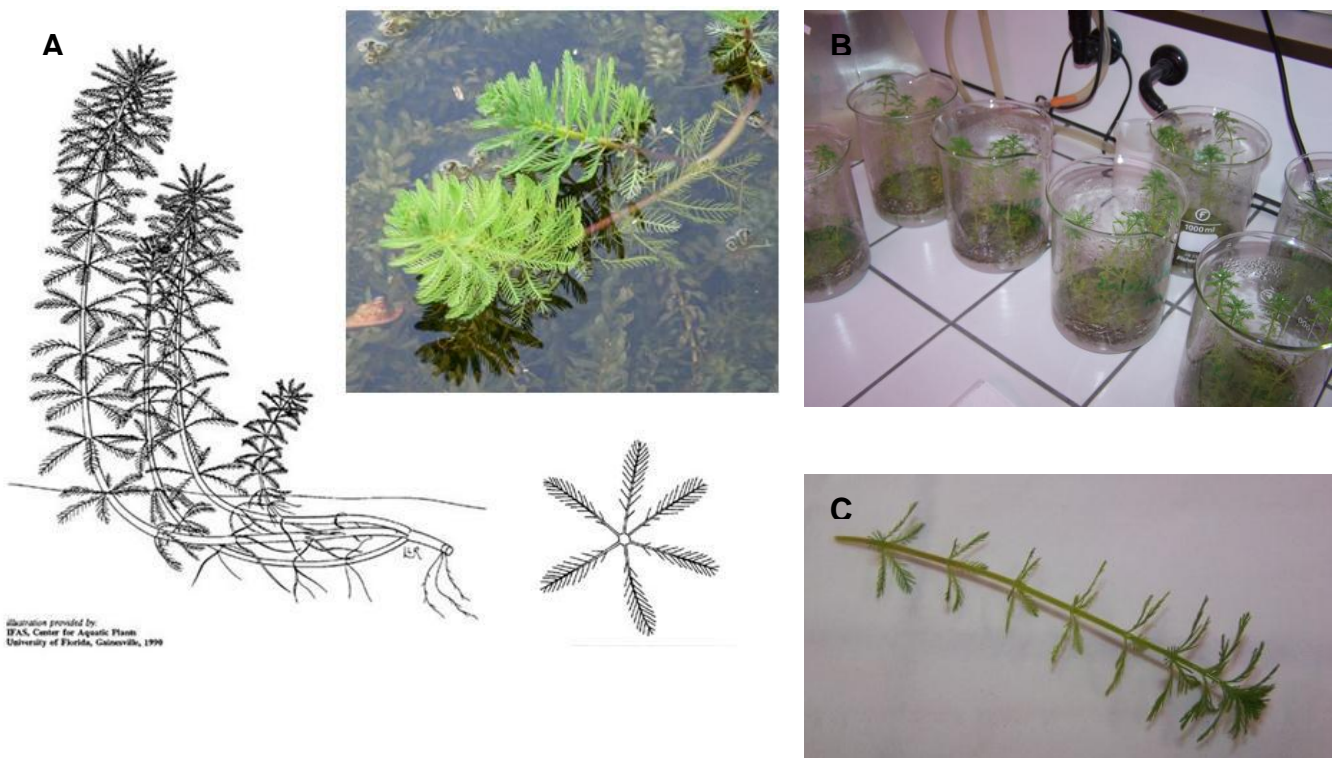 A
B
C
1000 ml
illustration provided by:
IFAS, Center for Aquatic Plants
University of Florida, Gainesville, 1990